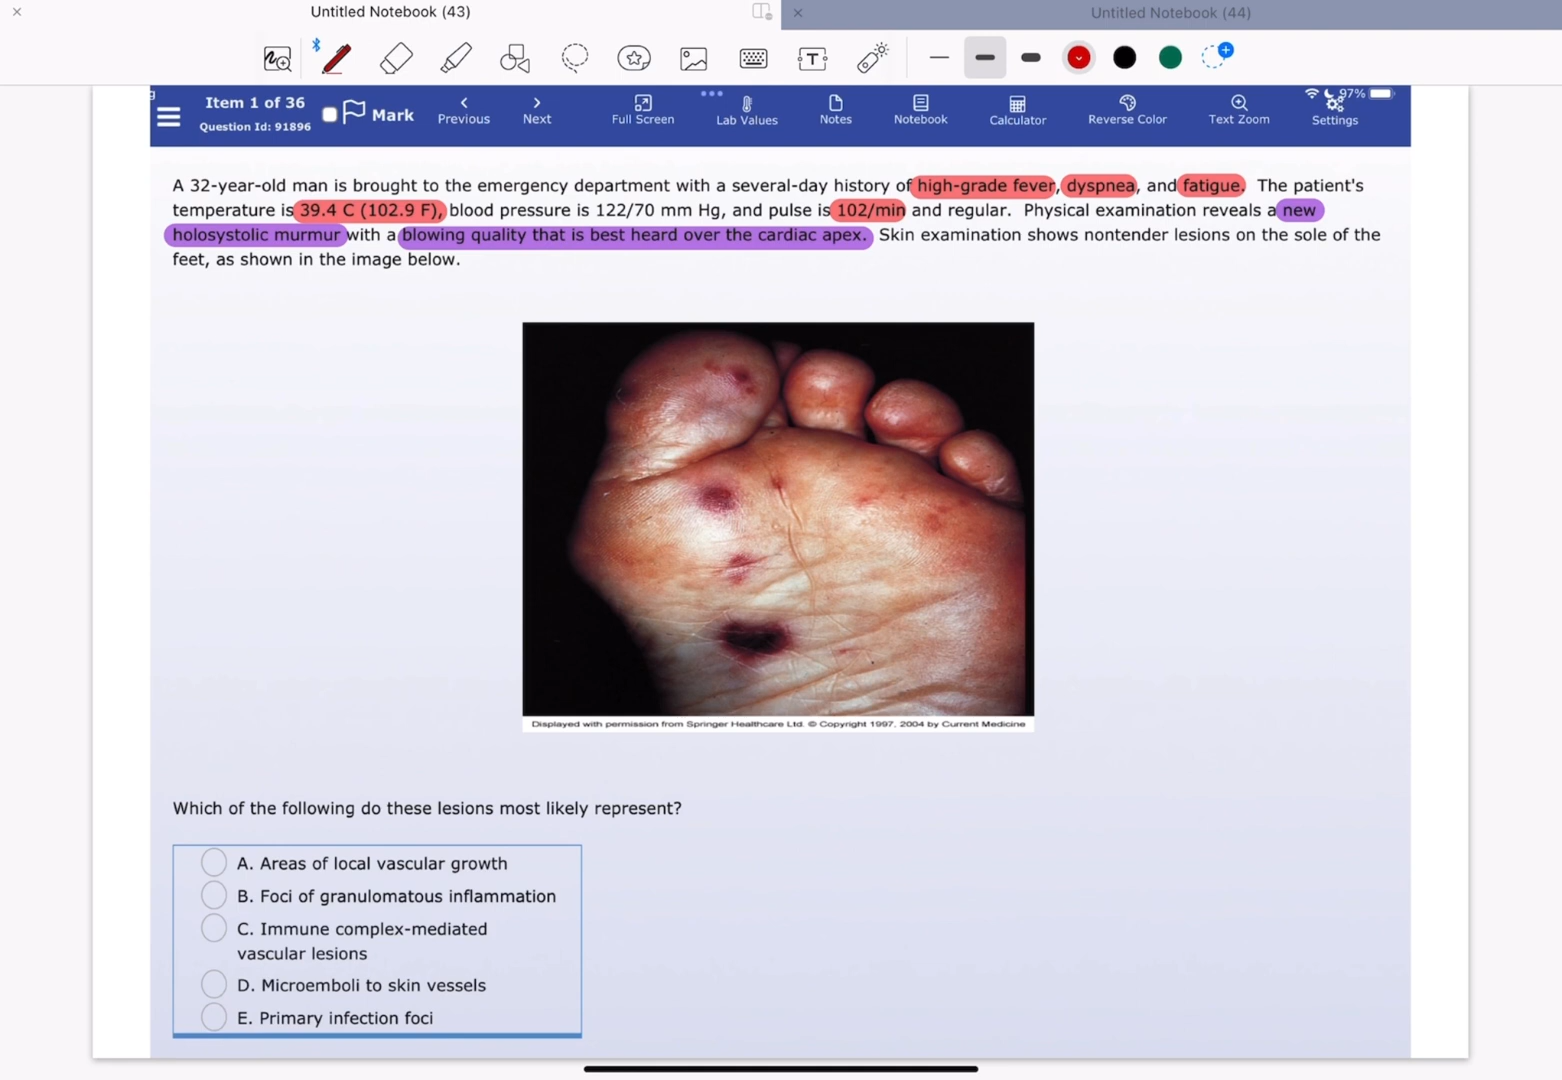 Untitled Notebook (43)
Untitled Notebook (44)
Item 1 of 36
Question Id: 91896
Mark
Previous
Next
Full Screen
Lab Values
Notes
Notebook
Calculator
Reverse Color
Text Zoom
Settings
97%
A 32-year-old man is brought to the emergency department with a several-day history of high-grade fever, dyspnea, and fatigue. The patient's
temperature is 39.4 C (102.9 F), blood pressure is 122/70 mm Hg, and pulse is 102/min and regular. Physical examination reveals a new
holosystolic murmur with a blowing quality that is best heard over the cardiac apex. Skin examination shows nontender lesions on the sole of the
feet, as shown in the image below.
Displayed with permission from Springer Healthcare Ltd. © Copyright 1997, 2004 by Current Medicine
Which of the following do these lesions most likely represent?
A. Areas of local vascular growth
B. Foci of granulomatous inflammation
C. Immune complex-mediated
vascular lesions
D. Microemboli to skin vessels
E. Primary infection foci